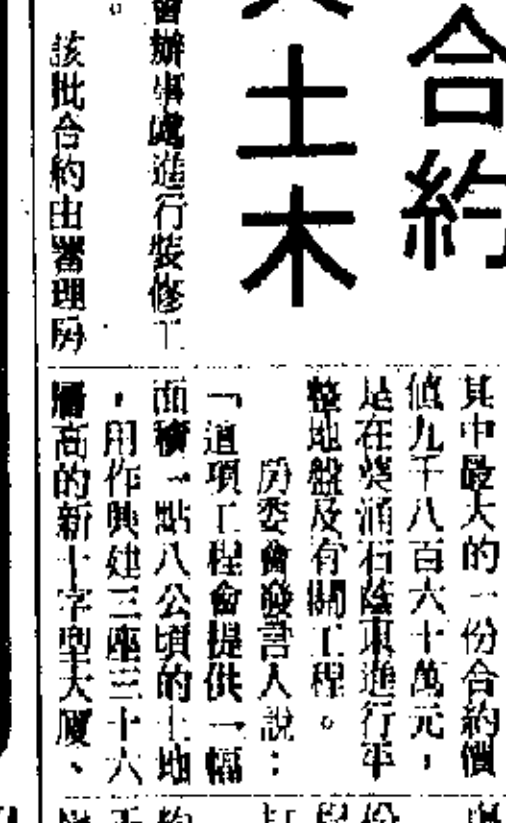 合約
土木
會辦事處進行裝修工
。
該批合約由審理房
其中最大的一份合約價
值九千八百六十萬元，
是在葵涌石蔭東進行平
整地盤及有關工程。
房委會發言人說：
「這項工程會提供一幅
面積一點八公頃的土地
，用作興建三座三十六
層高的新十字型大廈、